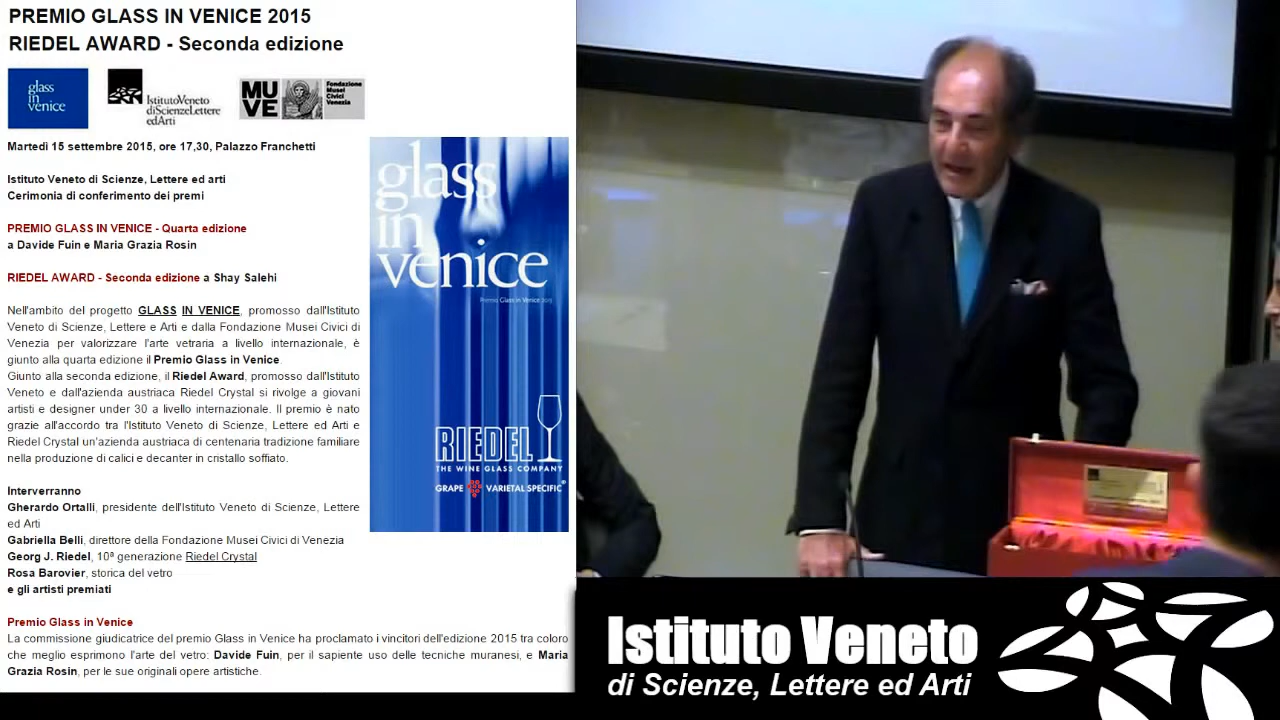 PREMIO GLASS IN VENICE 2015
RIEDEL AWARD - Seconda edizione
glass
in
venice
IstitutoVeneto
diScienzeLettere
edArti
MU
VE
Fondazione
Musei
Civici
Venezia
Martedì 15 settembre 2015, ore 17,30, Palazzo Franchetti
Istituto Veneto di Scienze, Lettere ed arti
Cerimonia di conferimento dei premi
PREMIO GLASS IN VENICE - Quarta edizione
a Davide Fuin e Maria Grazia Rosin
RIEDEL AWARD - Seconda edizione a Shay Salehi
Nell'ambito del progetto GLASS IN VENICE, promosso dall'Istituto
Veneto di Scienze, Lettere e Arti e dalla Fondazione Musei Civici di
Venezia per valorizzare l'arte vetraria a livello internazionale, è
giunto alla quarta edizione il Premio Glass in Venice.
Giunto alla seconda edizione, il Riedel Award, promosso dall'Istituto
Veneto e dall'azienda austriaca Riedel Crystal si rivolge a giovani
artisti e designer under 30 a livello internazionale. Il premio è nato
grazie all'accordo tra l'Istituto Veneto di Scienze, Lettere ed Arti e
Riedel Crystal un'azienda austriaca di centenaria tradizione familiare
nella produzione di calici e decanter in cristallo soffiato.
Interverranno
Gherardo Ortalli, presidente dell'Istituto Veneto di Scienze, Lettere
ed Arti
Gabriella Belli, direttore della Fondazione Musei Civici di Venezia
Georg J. Riedel, 10ª generazione Riedel Crystal
Rosa Barovier, storica del vetro
e gli artisti premiati
Premio Glass in Venice
La commissione giudicatrice del premio Glass in Venice ha proclamato i vincitori dell'edizione 2015 tra coloro
che meglio esprimono l'arte del vetro: Davide Fuin, per il sapiente uso delle tecniche muranesi, e Maria
Grazia Rosin, per le sue originali opere artistiche.
glass
in
venice
Premio Glass in Venice 2015
RIEDEL
THE WINE GLASS COMPANY
GRAPE VARIETAL SPECIFIC®
Istituto Veneto
di Scienze, Lettere ed Arti